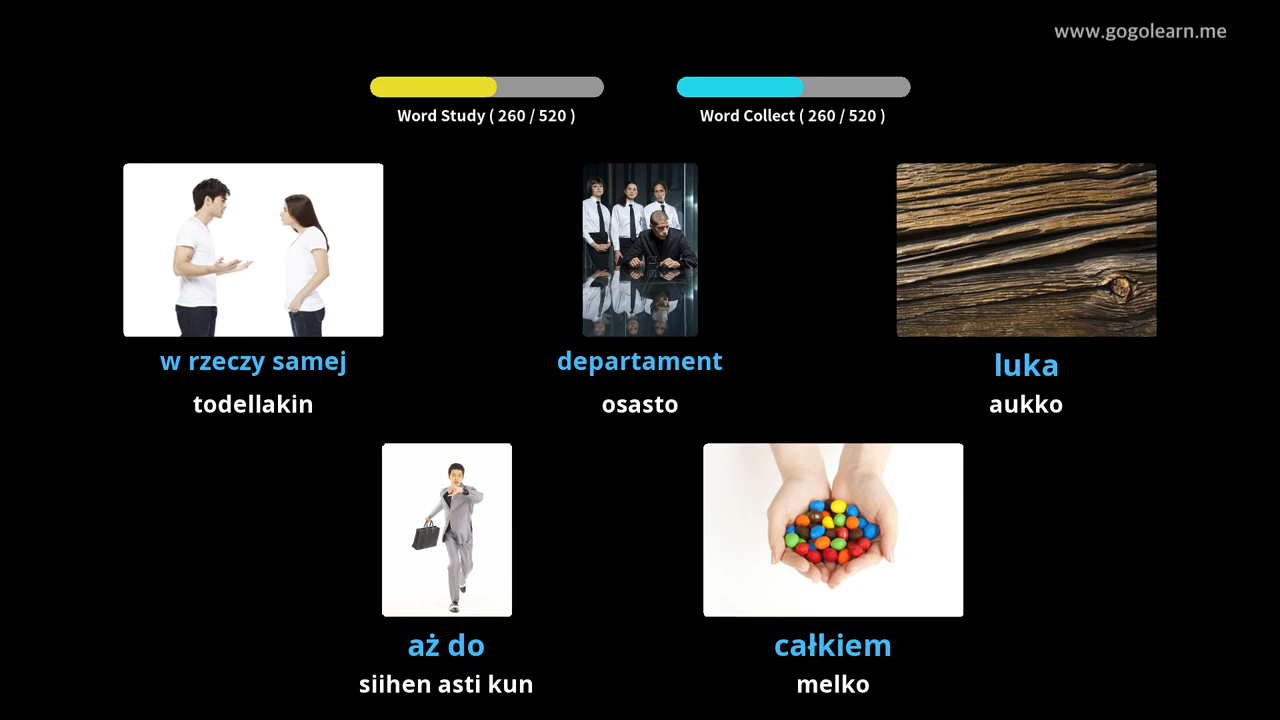 www.gogolearn.me
Word Study ( 260 / 520 )
Word Collect ( 260 / 520 )
w rzeczy samej
todellakin
departament
osasto
luka
aukko
aż do
siihen asti kun
całkiem
melko